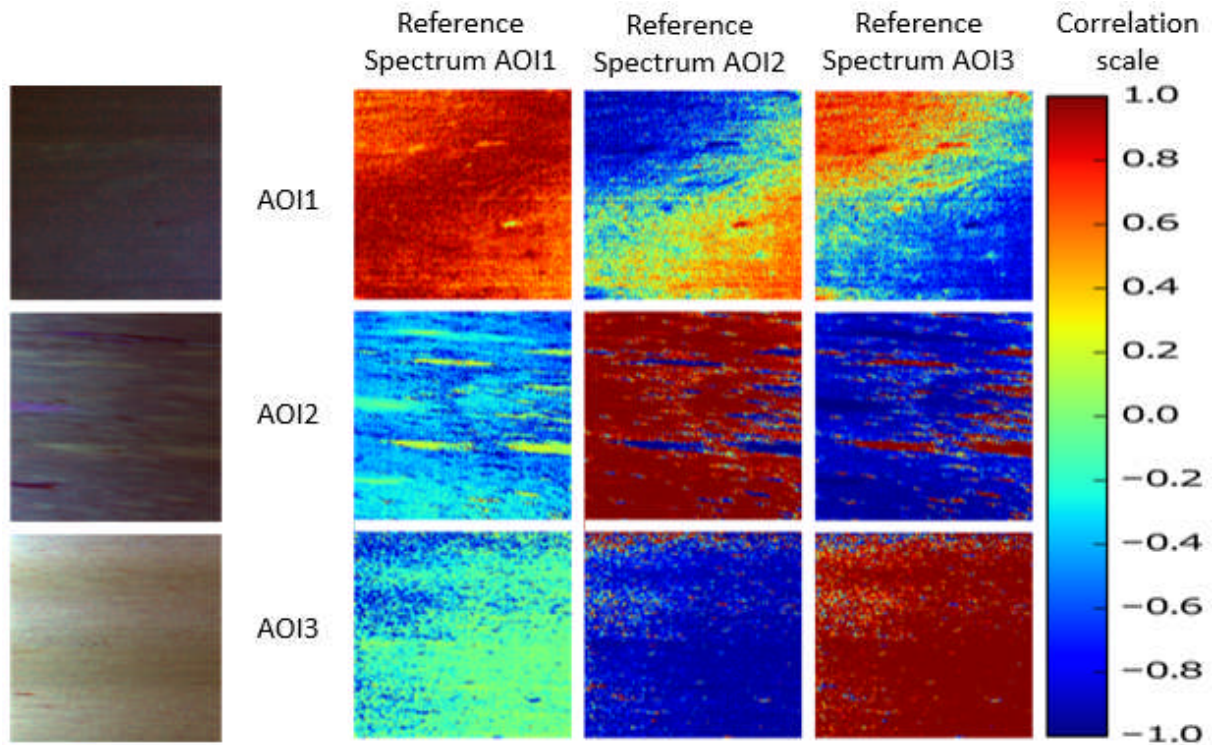 Reference
Spectrum AOI1
Reference
Spectrum AOI2
Reference
Spectrum AOI3
Correlation
scale
AOI1
AOI2
AOI3
1.0
0.8
0.6
0.4
0.2
0.0
−0.2
−0.4
−0.6
−0.8
−1.0